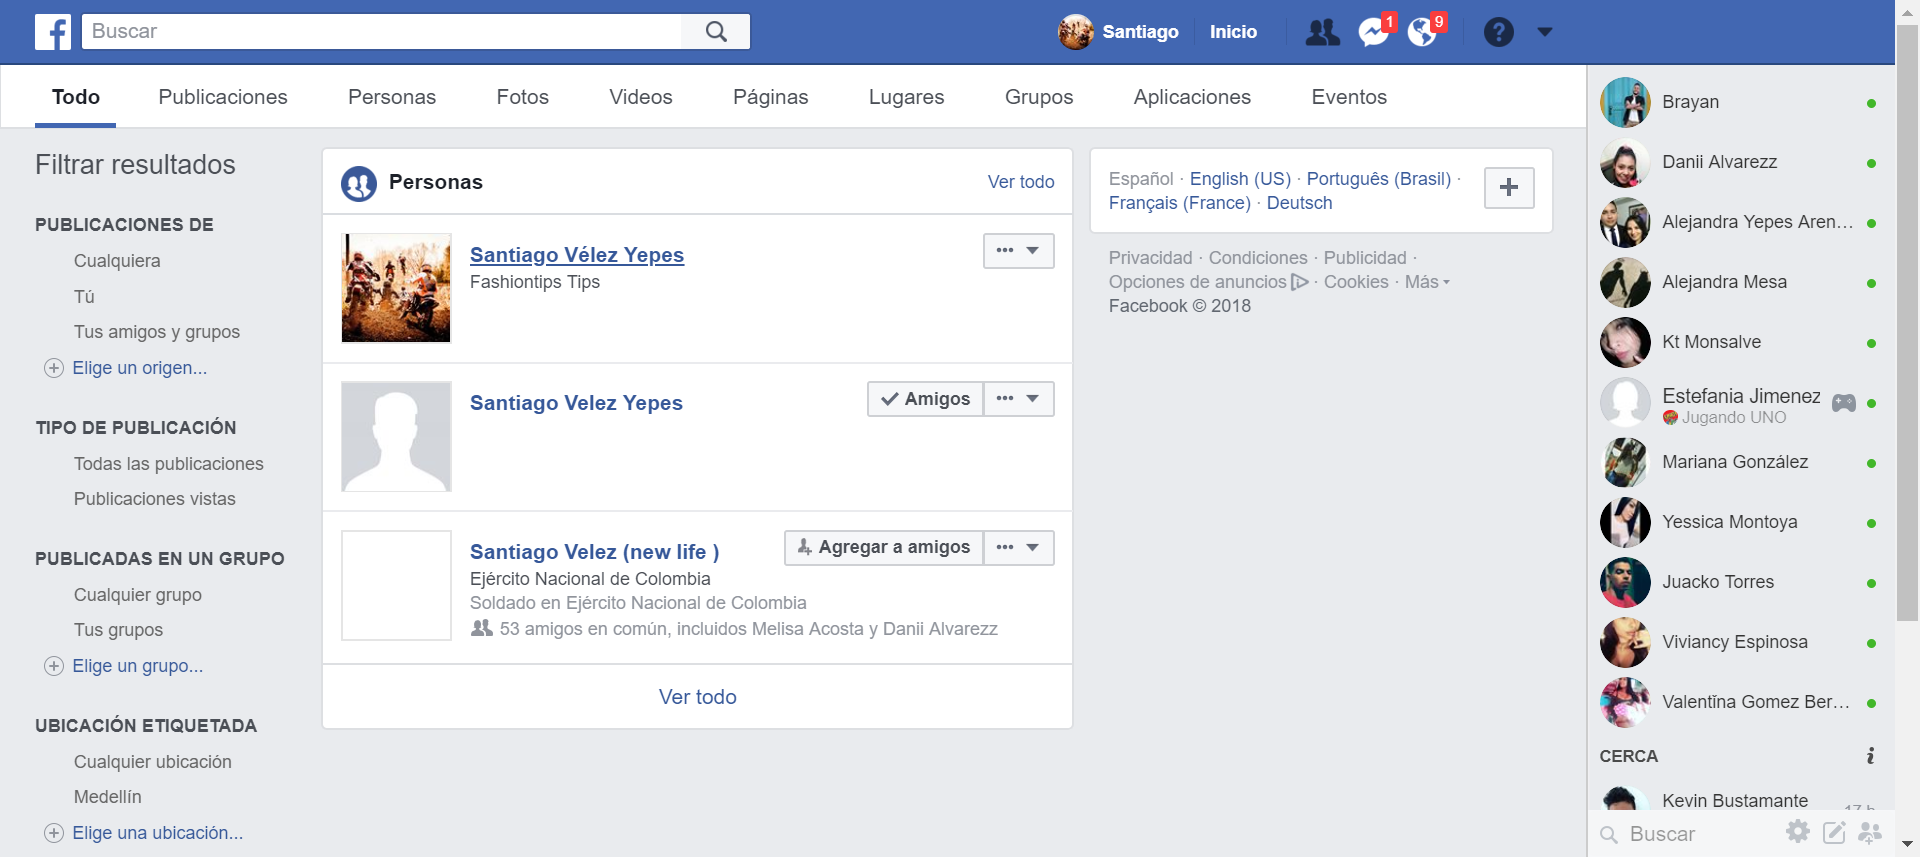 Buscar
Santiago
Inicio
1
9
Todo
Publicaciones
Personas
Fotos
Videos
Páginas
Lugares
Grupos
Aplicaciones
Eventos
Filtrar resultados
PUBLICACIONES DE
Cualquiera
Tú
Tus amigos y grupos
Elige un origen...
TIPO DE PUBLICACIÓN
Todas las publicaciones
Publicaciones vistas
PUBLICADAS EN UN GRUPO
Cualquier grupo
Tus grupos
Elige un grupo...
UBICACIÓN ETIQUETADA
Cualquier ubicación
Medellín
Elige una ubicación...
Personas
Ver todo
Santiago Vélez Yepes
Fashiontips Tips
Santiago Velez Yepes
Amigos
Santiago Velez (new life )
Agregar a amigos
Ejército Nacional de Colombia
Soldado en Ejército Nacional de Colombia
53 amigos en común, incluidos Melisa Acosta y Danii Alvarezz
Ver todo
Español · English (US) · Português (Brasil) ·
Français (France) · Deutsch
Privacidad · Condiciones · Publicidad ·
Opciones de anuncios · Cookies · Más
Facebook © 2018
Brayan
Danii Alvarezz
Alejandra Yepes Aren...
Alejandra Mesa
Kt Monsalve
Estefania Jimenez
Jugando UNO
Mariana González
Yessica Montoya
Juacko Torres
Viviancy Espinosa
Valentĭna Gomez Ber...
CERCA
Kevin Bustamante
17 h
Buscar